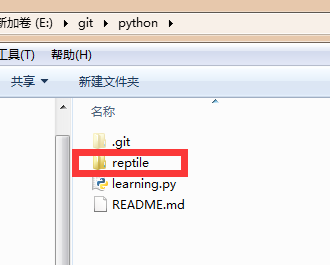 新加卷 (E:) ▸ git ▸ python ▸
工具(T) 帮助(H)
共享 新建文件夹
名称
.git
reptile
learning.py
README.md